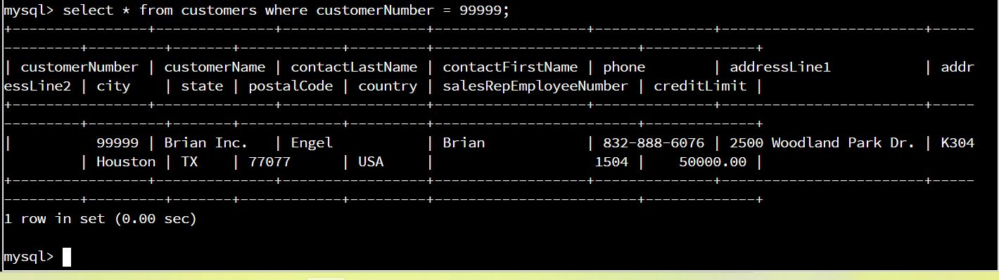 mysql> select * from customers where customerNumber = 99999;
+----------------+--------------+-----------------+------------------+--------------+------------------------+-----
---------+---------+-------+------------+---------+------------------------+-------------+
| customerNumber | customerName | contactLastName | contactFirstName | phone        | addressLine1           | addr
essLine2 | city    | state | postalCode | country | salesRepEmployeeNumber | creditLimit |
+----------------+--------------+-----------------+------------------+--------------+------------------------+-----
---------+---------+-------+------------+---------+------------------------+-------------+
|          99999 | Brian Inc.   | Engel           | Brian            | 832-888-6076 | 2500 Woodland Park Dr. | K304
         | Houston | TX    | 77077      | USA     |                   1504 |    50000.00 |
+----------------+--------------+-----------------+------------------+--------------+------------------------+-----
---------+---------+-------+------------+---------+------------------------+-------------+
1 row in set (0.00 sec)
mysql>